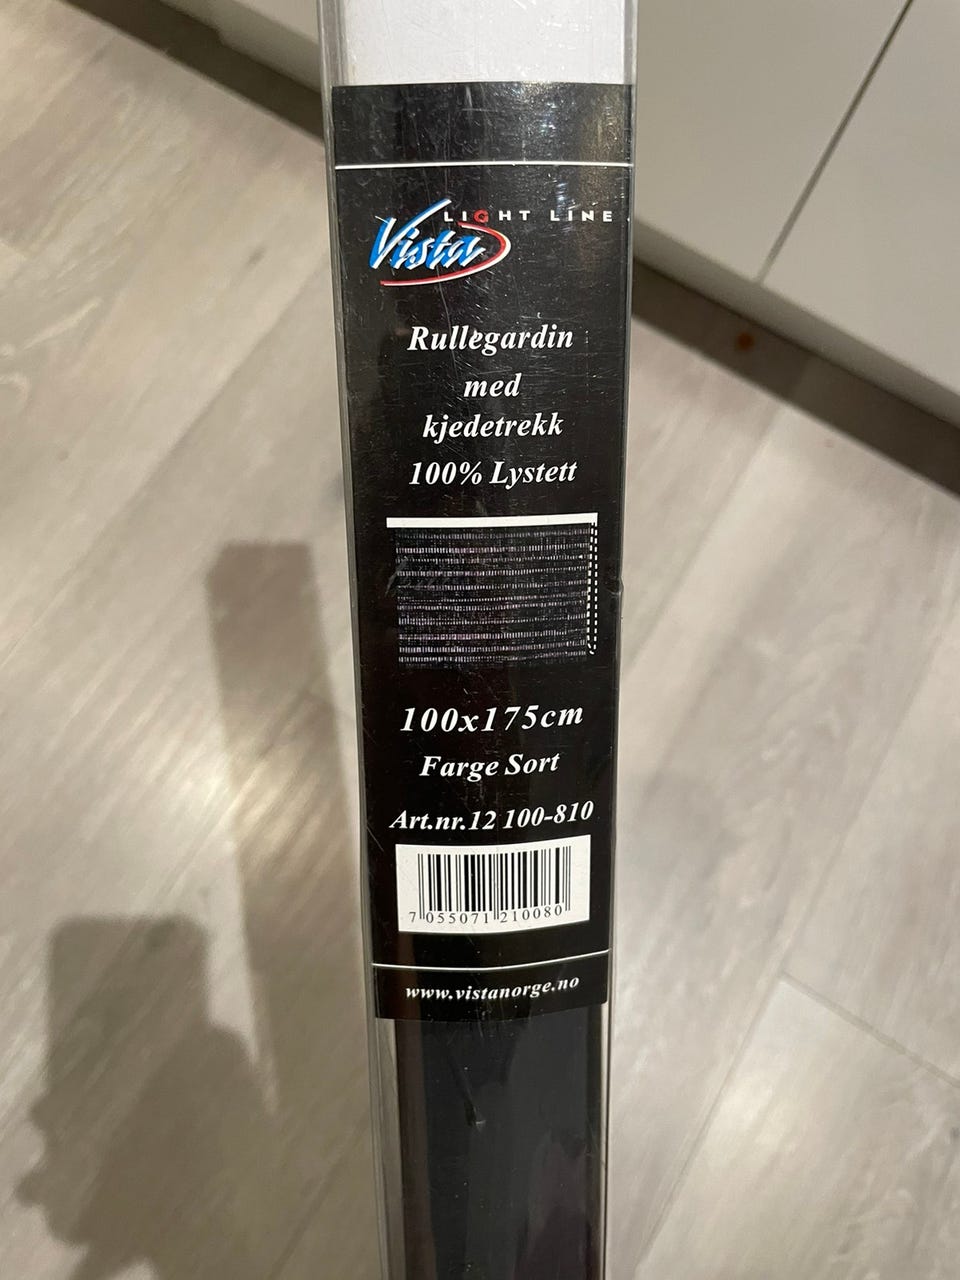 LIGHT LINE
Vista
Rullegardin
med
kjedetrekk
100% Lystett
100x175cm
Farge Sort
Art.nr.12 100-810
7 055071 210080
www.vistanorge.no